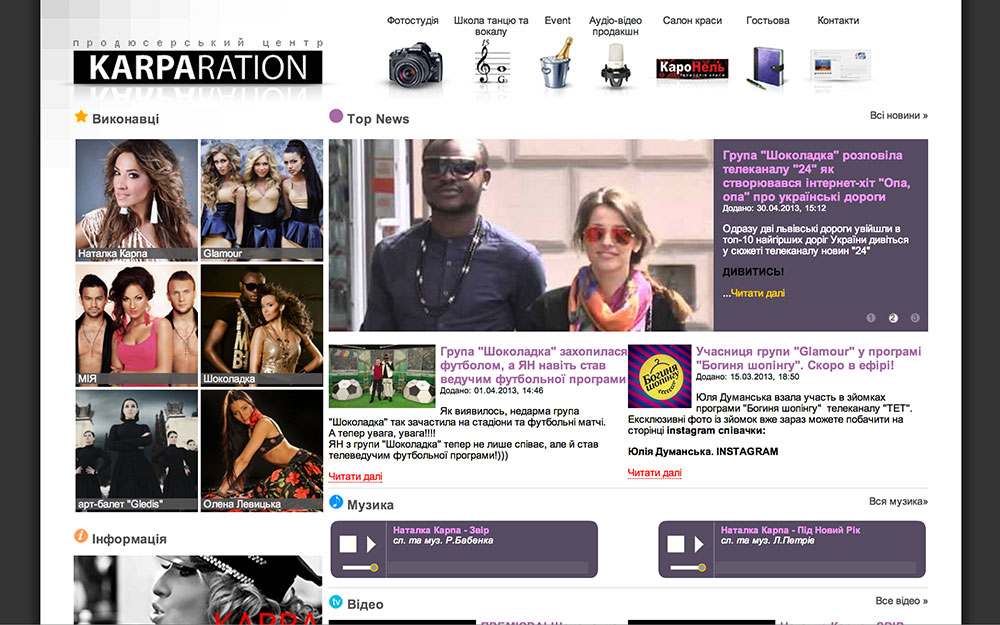 Фотостудія
Школа танцю та
вокалу
Event
Аудіо-відео
продакшн
Салон краси
Гостьова
Контакти
продюсерський центр
KARPARATION
КароНель
ТЕРИТОРІЯ КРАСИ
Виконавці
Top News
Всі новини »
Наталка Карпа
Glamour
МІЯ
Шоколадка
арт-балет "Gledis"
Олена Левицька
Група "Шоколадка" розповіла
телеканалу "24" як
створювався інтернет-хіт "Опа,
опа" про українські дороги
Додано: 30.04.2013, 15:12
Одразу дві львівські дороги увійшли в
топ-10 найгірших доріг України дивіться
у сюжеті телеканалу новин "24"
ДИВИТИСЬ!
...Читати далі
1 2 3
Група "Шоколадка" захопилася
футболом, а ЯН навіть став
ведучим футбольної програми
Додано: 01.04.2013, 14:46
Як виявилось, недарма група
"Шоколадка" так зачастила на стадіони та футбольні матчі.
А тепер увага, увага!!!!
ЯН з групи "Шоколадка" тепер не лише співає, але й став
телеведучим футбольної програми!)))
Читати далі
Богиня
шопінгу
Учасниця групи "Glamour" у програмі
"Богиня шопінгу". Скоро в ефірі!
Додано: 15.03.2013, 18:50
Юля Думанська взяла участь в зйомках
програми "Богиня шопінгу" телеканалу "ТЕТ".
Ексклюзивні фото із зйомок вже зараз можете побачити на
сторінці instagram співачки:
Юлія Думанська. INSTAGRAM
Читати далі
Музика
Вся музика»
Наталка Карпа - Звір
сл. та муз. Р.Бабенка
Наталка Карпа - Під Новий Рік
сл. та муз. Л.Петрів
Інформація
tv Відео
Все відео »